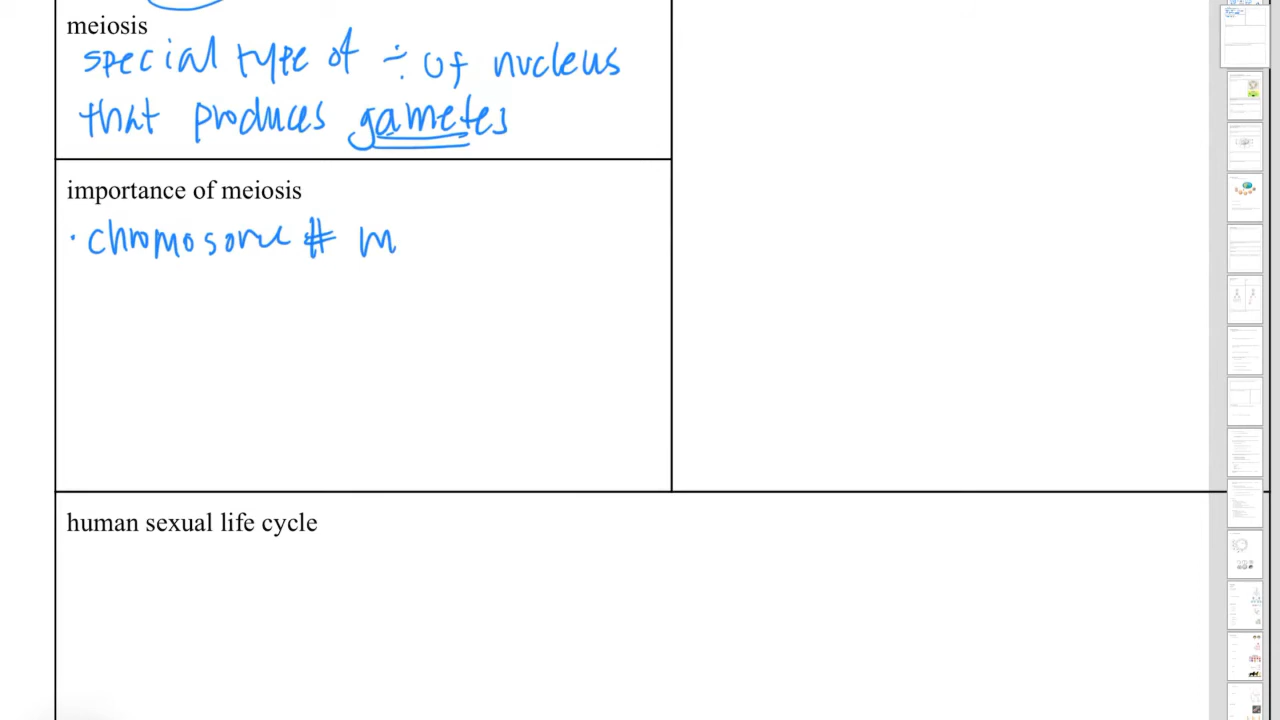 meiosis
special type of ÷ of nucleus
that produces gametes
importance of meiosis
· chromosome # m
human sexual life cycle